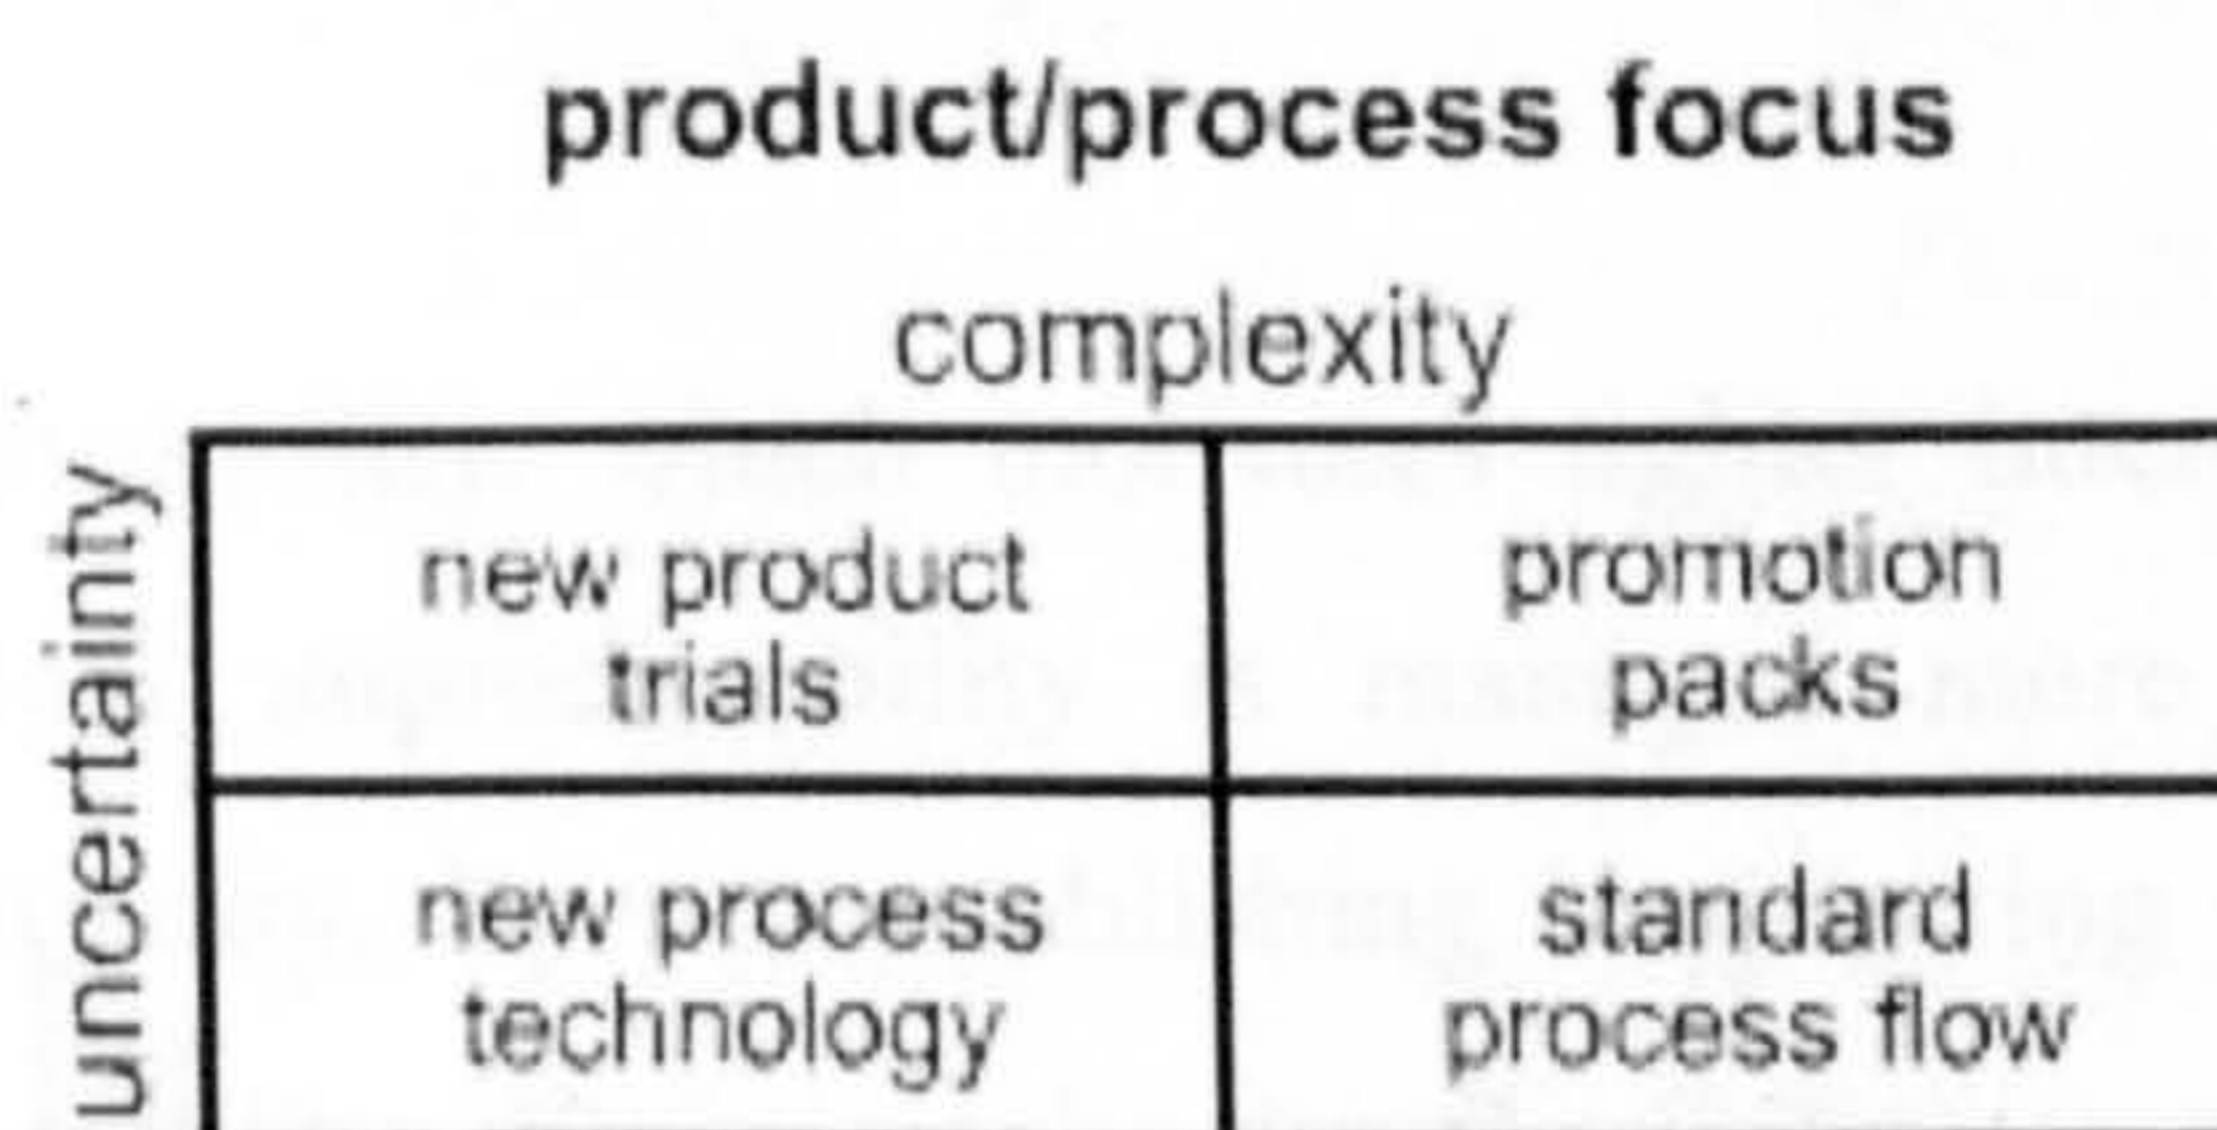 product/process focus
complexity
uncertainty
new product
trials
promotion
packs
new process
technology
standard
process flow